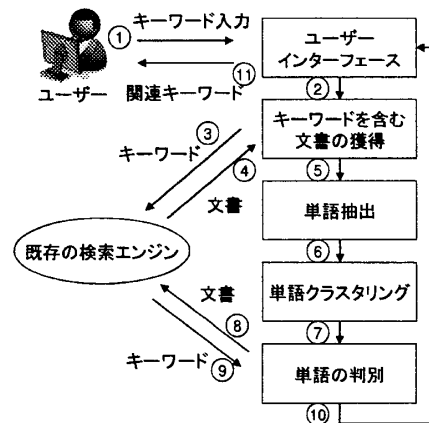 ① キーワード入力
ユーザー
インターフェース
⑪
ユーザー 関連キーワード
②
キーワードを含む
文書の獲得
③
キーワード
④
文書
⑤
単語抽出
⑥
既存の検索エンジン
単語クラスタリング
文書
⑧
⑦
キーワード ⑨
単語の判別
⑩